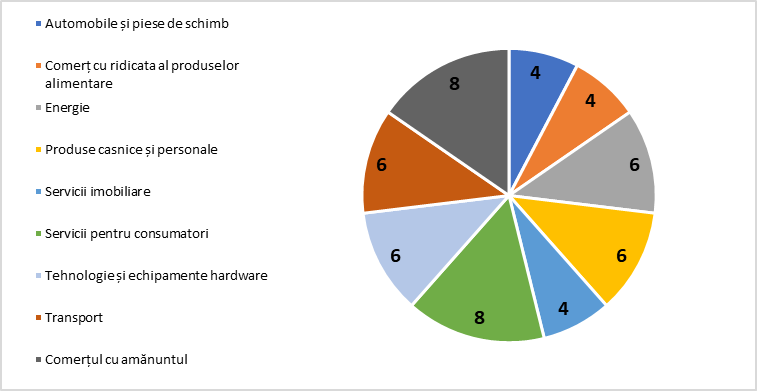 Automobile și piese de schimb
Comerț cu ridicata al produselor
alimentare
Energie
Produse casnice și personale
Servicii imobiliare
Servicii pentru consumatori
Tehnologie și echipamente hardware
Transport
Comerțul cu amănuntul
4
4
6
6
4
8
6
6
8